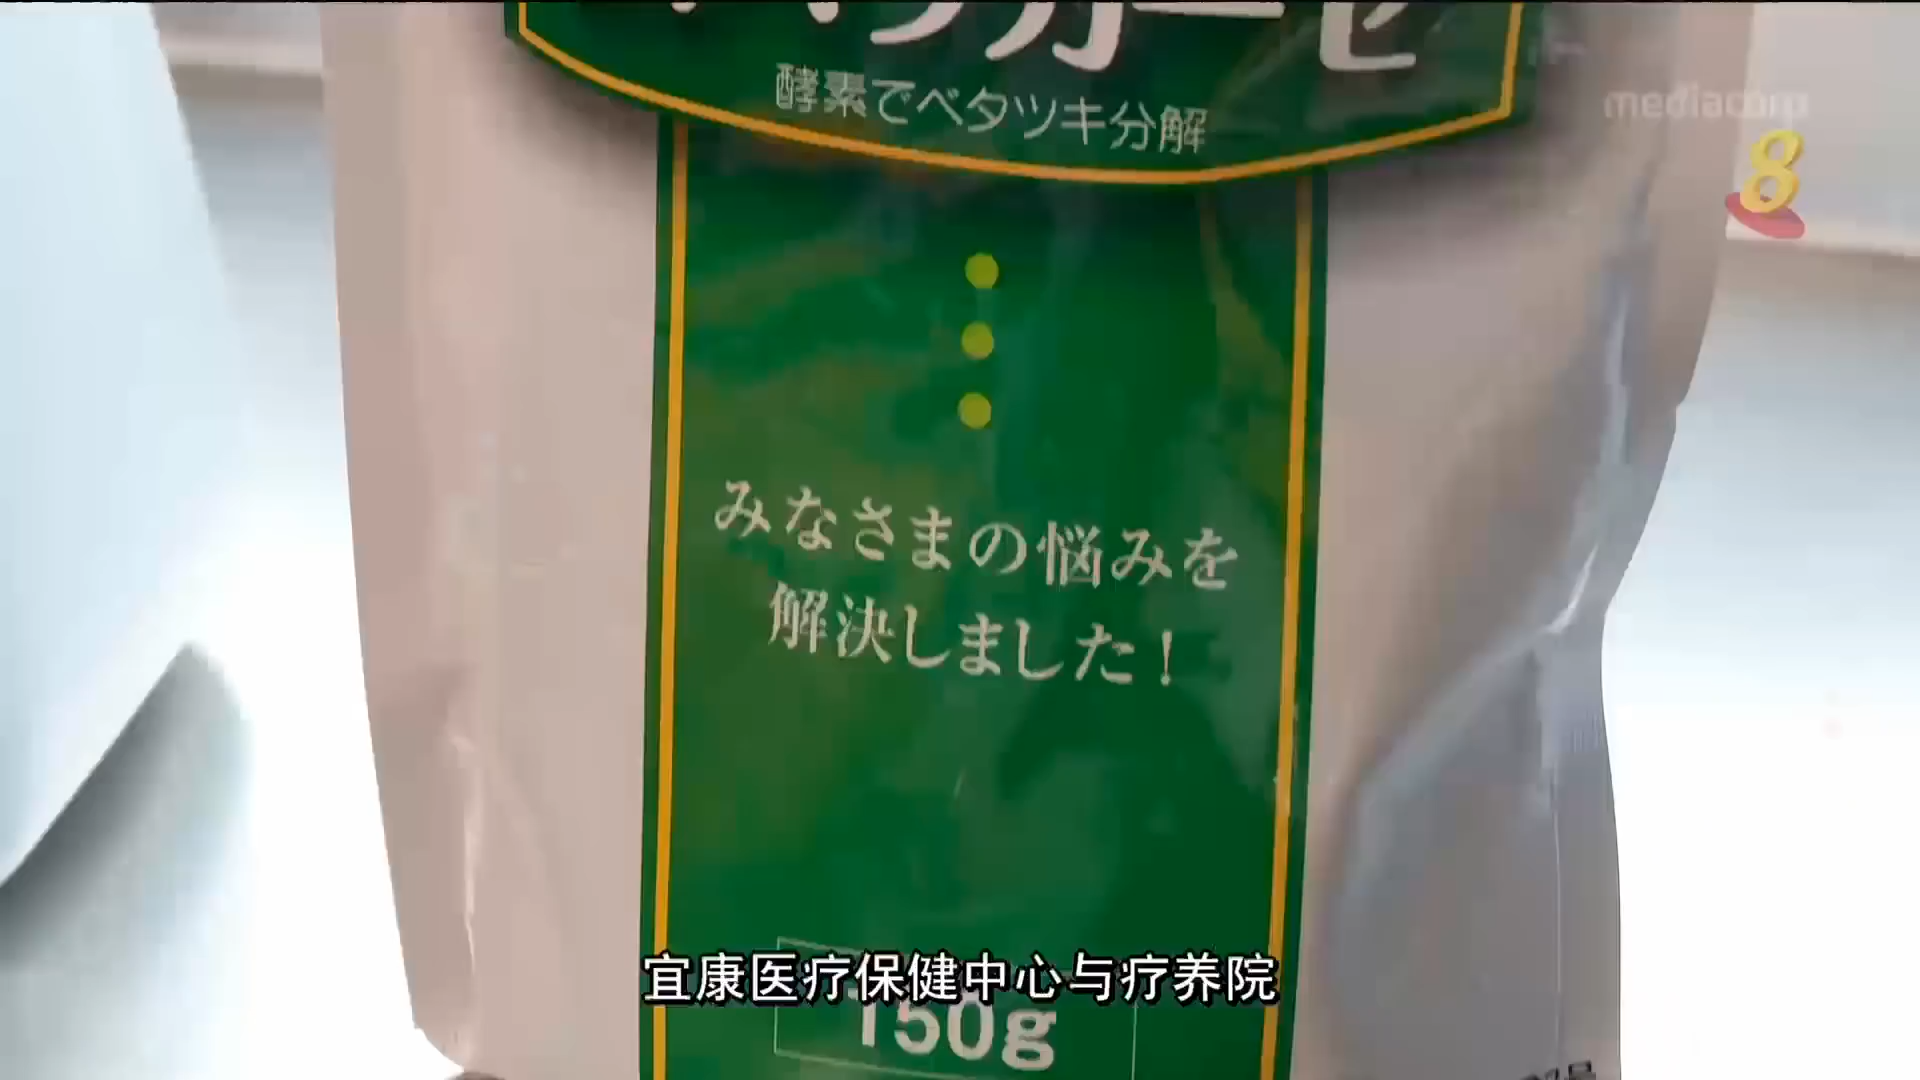 酵素でベタツキ分解
mediacorp
8
みなさまの悩みを
解決しました！
宜康医疗保健中心与疗养院
150g